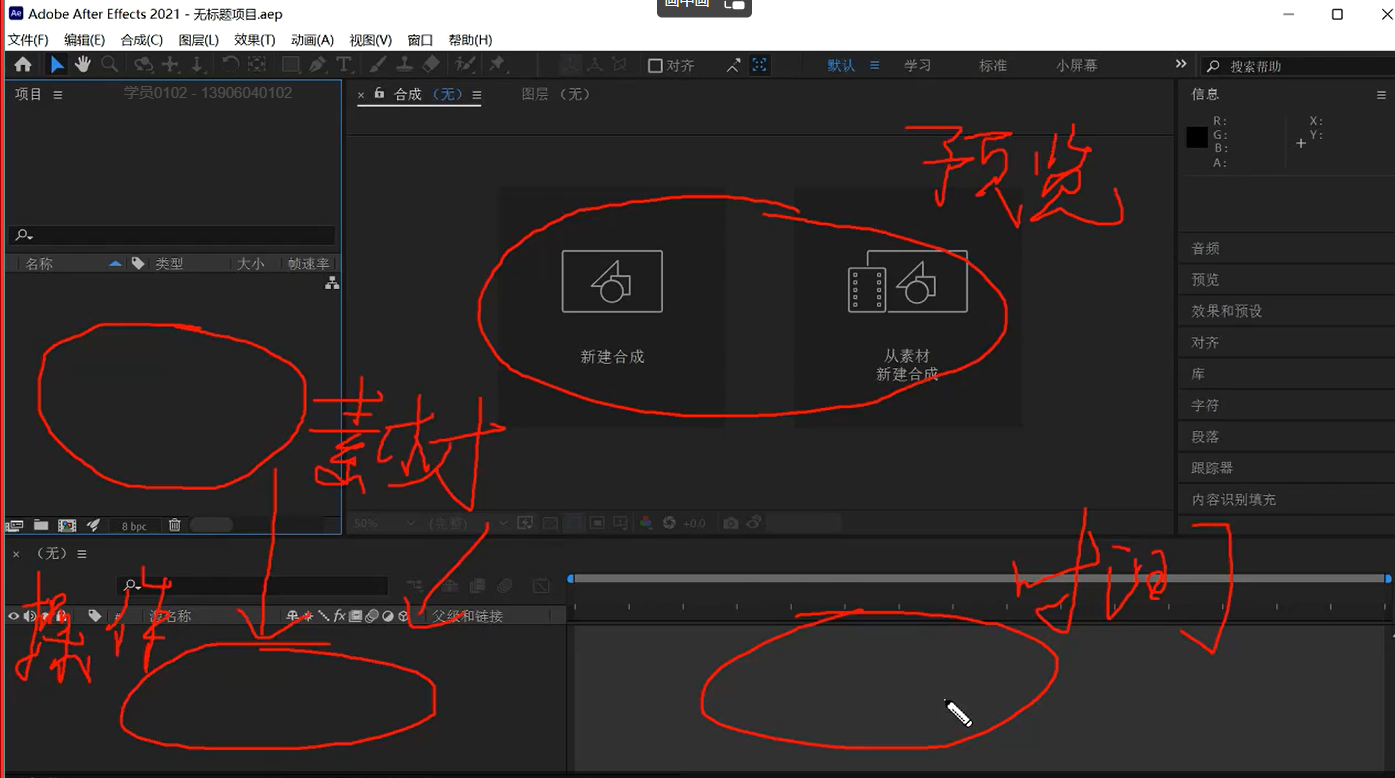 画中画
Ae Adobe After Effects 2021 - 无标题项目.aep
文件(F) 编辑(E) 合成(C) 图层(L) 效果(T) 动画(A) 视图(V) 窗口 帮助(H)
对齐 默认 学习 标准 小屏幕 搜索帮助
项目 学员0102 - 13906040102 × 合成 (无) 图层 (无) 信息
R: X:
G: Y:
B:
A:
预览
名称 类型 大小 帧速率
音频
预览
效果和预设
对齐
库
字符
段落
跟踪器
内容识别填充
新建合成
从素材
新建合成
素材
8 bpc 50% (完整) +0.0
× (无)
时间
操作
# 源名称 fx 父级和链接